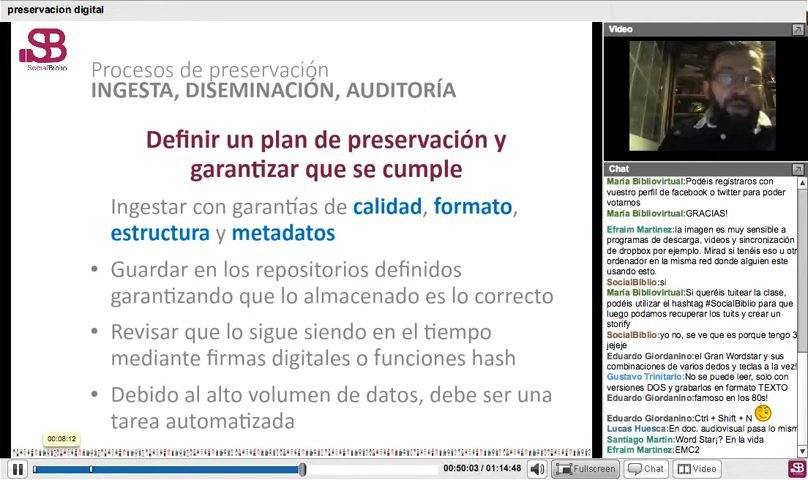 preservacion digital
SB
SocialBiblio
Procesos de preservación
INGESTA, DISEMINACIÓN, AUDITORÍA
Definir un plan de preservación y
garantizar que se cumple
Ingestar con garantías de calidad, formato,
estructura y metadatos
• Guardar en los repositorios definidos
garantizando que lo almacenado es lo correcto
• Revisar que lo sigue siendo en el tiempo
mediante firmas digitales o funciones hash
• Debido al alto volumen de datos, debe ser una
tarea automatizada
00:08:12
00:50:03 / 01:14:48
Fullscreen
Chat
Video
SB
Video
Chat
María Bibliovirtual:Podéis registraros con
vuestro perfil de facebook o twitter para poder
votarnos
María Bibliovirtual:GRACIAS!
Efraim Martinez:la imagen es muy sensible a
programas de descarga, videos y sincronización
de dropbox por ejemplo. Mirad si tenéis eso u otr
ordenador en la misma red donde alguien este
usando esto.
SocialBiblio:si
María Bibliovirtual:Si queréis tuitear la clase,
podéis utilizar el hashtag #SocialBiblio para que
luego podamos recuperar los tuits y crear un
storify
SocialBiblio:yo no, se ve que es porque tengo 3
jejeje
Eduardo Giordanino:el Gran Wordstar y sus
combinaciones de varios dedos y teclas a la vez!
Gustavo Trinitario:No se puede leer, solo con
versiones DOS y grabarlos en formato TEXTO
Eduardo Giordanino:famoso en los 80s!
Eduardo Giordanino:Ctrl + Shift + N
Lucas Huesca:En doc. audiovisual pasa lo mism
Santiago Martín:Word Star¿? En la vida
Efraim Martinez:EMC2